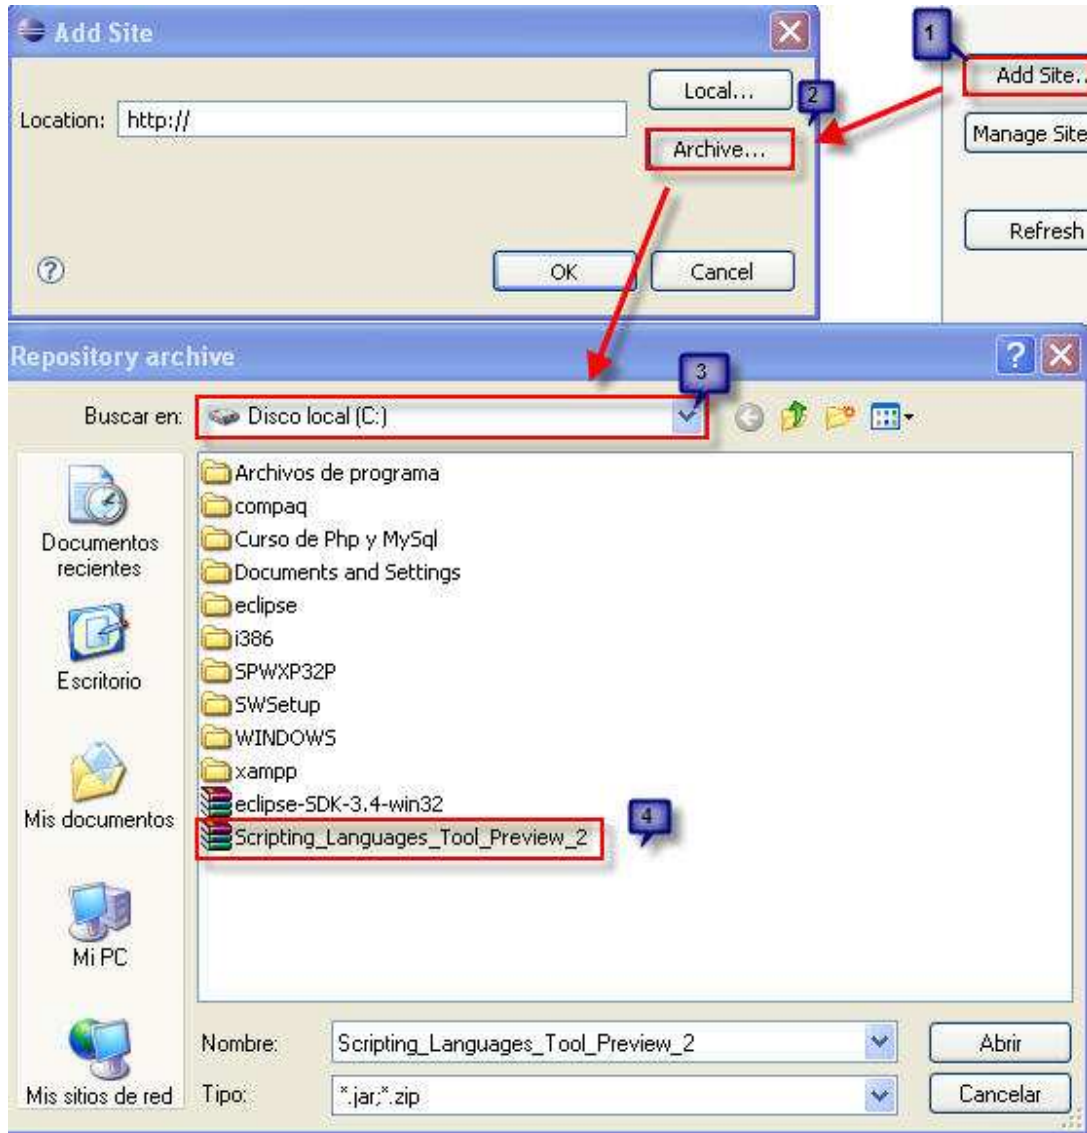 Add Site
1
Add Site..
Local...
2
Location: http://
Manage Site
Archive...
Refresh
OK Cancel
Repository archive
3
Buscar en: Disco local (C:)
Archivos de programa
compaq
Curso de Php y MySql
Documents and Settings
eclipse
i386
SPWXP32P
SWSetup
WINDOWS
xampp
eclipse-SDK-3.4-win32
Scripting_Languages_Tool_Preview_2
4
Documentos
recientes
Escritorio
Mis documentos
Mi PC
Mis sitios de red
Nombre: Scripting_Languages_Tool_Preview_2 Abrir
Tipo: *.jar;*.zip Cancelar